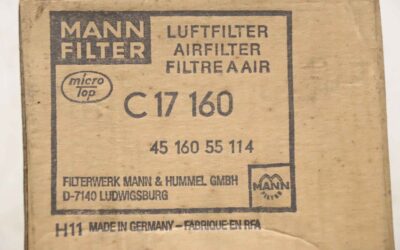 MANN
FILTER
LUFTFILTER
AIRFILTER
FILTRE A AIR
micro
Top
C 17 160
45 160 55 114
FILTERWERK MANN & HUMMEL GMBH
D-7140 LUDWIGSBURG
MANN
FILTER
H11 MADE IN GERMANY - FABRIQUE EN RFA